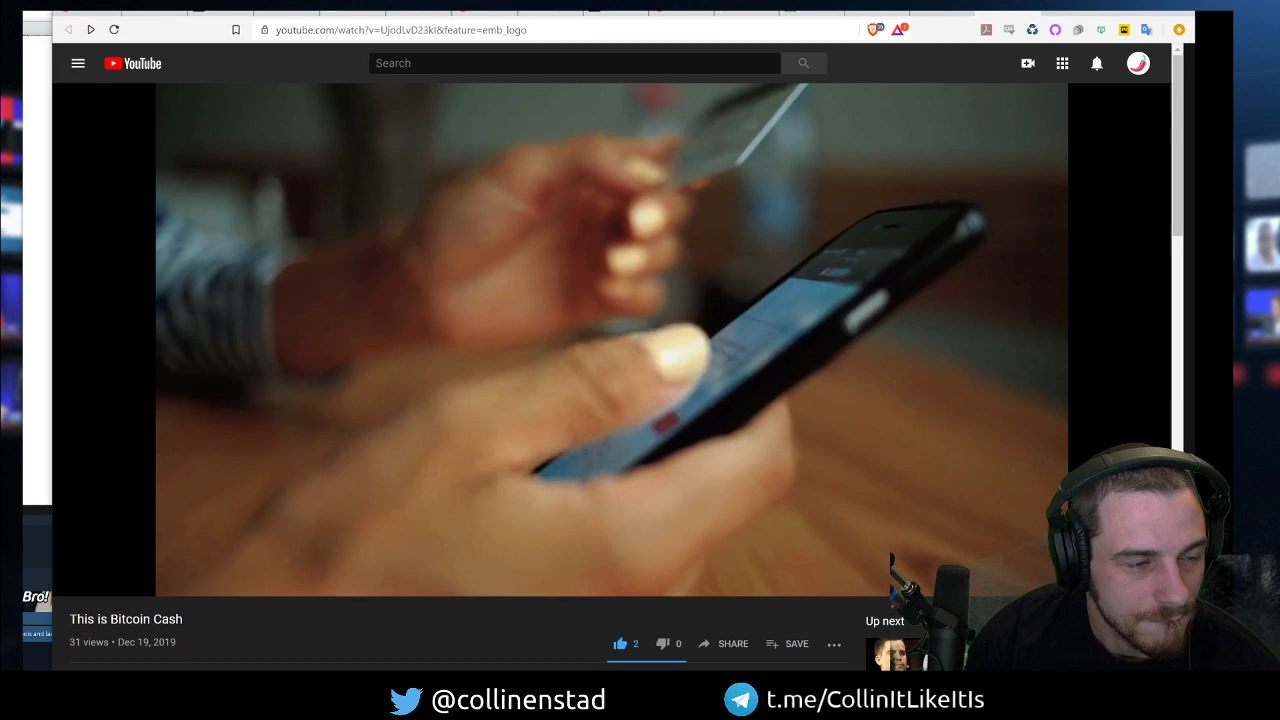 youtube.com/watch?v=UjodLvD23kI&feature=emb_logo
YouTube
Search
This is Bitcoin Cash
31 views • Dec 19, 2019
2
0
SHARE
SAVE
Up next
Bro!
@collinenstad
t.me/CollinItLikeItIs